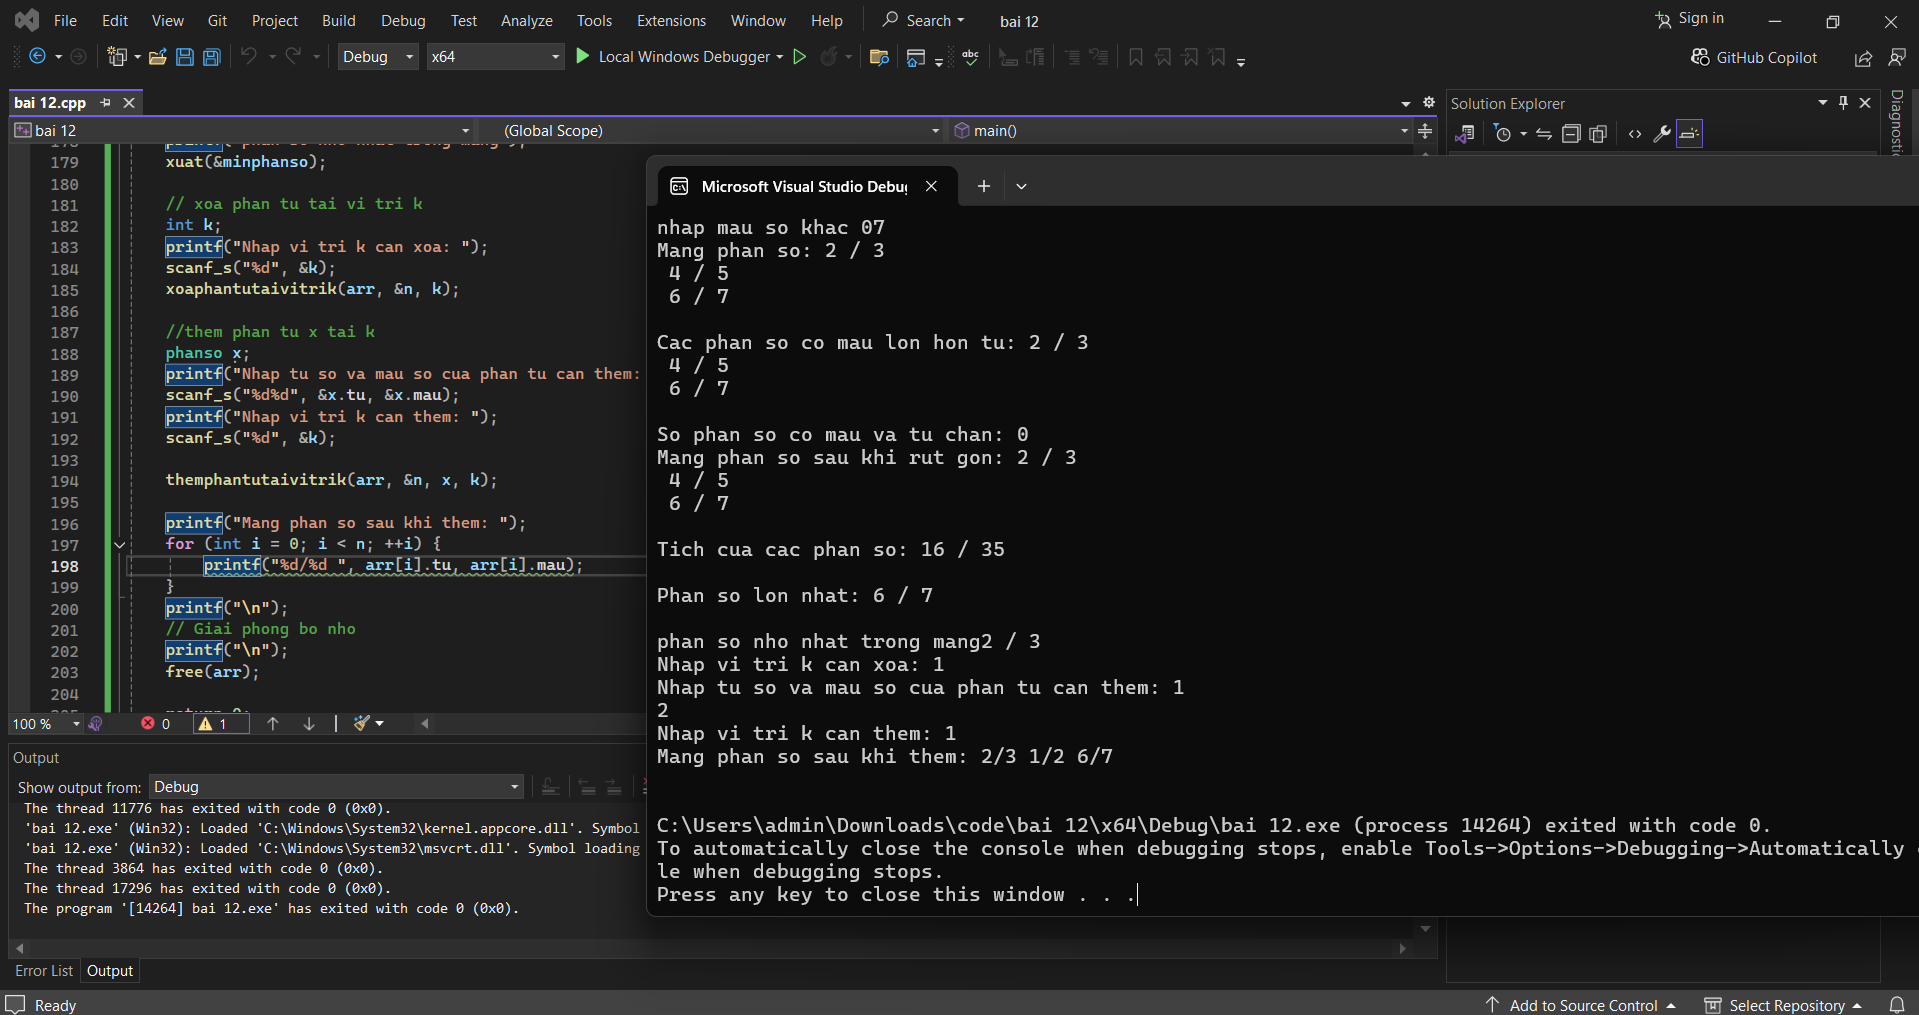 File Edit View Git Project Build Debug Test Analyze Tools Extensions Window Help Search bai 12 Sign in
Debug x64 Local Windows Debugger abc GitHub Copilot
bai 12.cpp
bai 12 (Global Scope) main()
179 xuat(&minphanso);
180
181 // xoa phan tu tai vi tri k
182 int k;
183 printf("Nhap vi tri k can xoa: ");
184 scanf_s("%d", &k);
185 xoaphantutaivitrik(arr, &n, k);
186
187 //them phan tu x tai k
188 phanso x;
189 printf("Nhap tu so va mau so cua phan tu can them:
190 scanf_s("%d%d", &x.tu, &x.mau);
191 printf("Nhap vi tri k can them: ");
192 scanf_s("%d", &k);
193
194 themphantutaivitrik(arr, &n, x, k);
195
196 printf("Mang phan so sau khi them: ");
197 for (int i = 0; i < n; ++i) {
198 printf("%d/%d ", arr[i].tu, arr[i].mau);
199 }
200 printf("\n");
201 // Giai phong bo nho
202 printf("\n");
203 free(arr);
204
100 % 0 1
Output
Show output from: Debug
The thread 11776 has exited with code 0 (0x0).
'bai 12.exe' (Win32): Loaded 'C:\Windows\System32\kernel.appcore.dll'. Symbol
'bai 12.exe' (Win32): Loaded 'C:\Windows\System32\msvcrt.dll'. Symbol loading
The thread 3864 has exited with code 0 (0x0).
The thread 17296 has exited with code 0 (0x0).
The program '[14264] bai 12.exe' has exited with code 0 (0x0).
Error List Output
Solution Explorer
Microsoft Visual Studio Debug
nhap mau so khac 07
Mang phan so: 2 / 3
4 / 5
6 / 7
Cac phan so co mau lon hon tu: 2 / 3
4 / 5
6 / 7
So phan so co mau va tu chan: 0
Mang phan so sau khi rut gon: 2 / 3
4 / 5
6 / 7
Tich cua cac phan so: 16 / 35
Phan so lon nhat: 6 / 7
phan so nho nhat trong mang2 / 3
Nhap vi tri k can xoa: 1
Nhap tu so va mau so cua phan tu can them: 1
2
Nhap vi tri k can them: 1
Mang phan so sau khi them: 2/3 1/2 6/7
C:\Users\admin\Downloads\code\bai 12\x64\Debug\bai 12.exe (process 14264) exited with code 0.
To automatically close the console when debugging stops, enable Tools->Options->Debugging->Automatically
le when debugging stops.
Press any key to close this window . . .
Ready Add to Source Control Select Repository